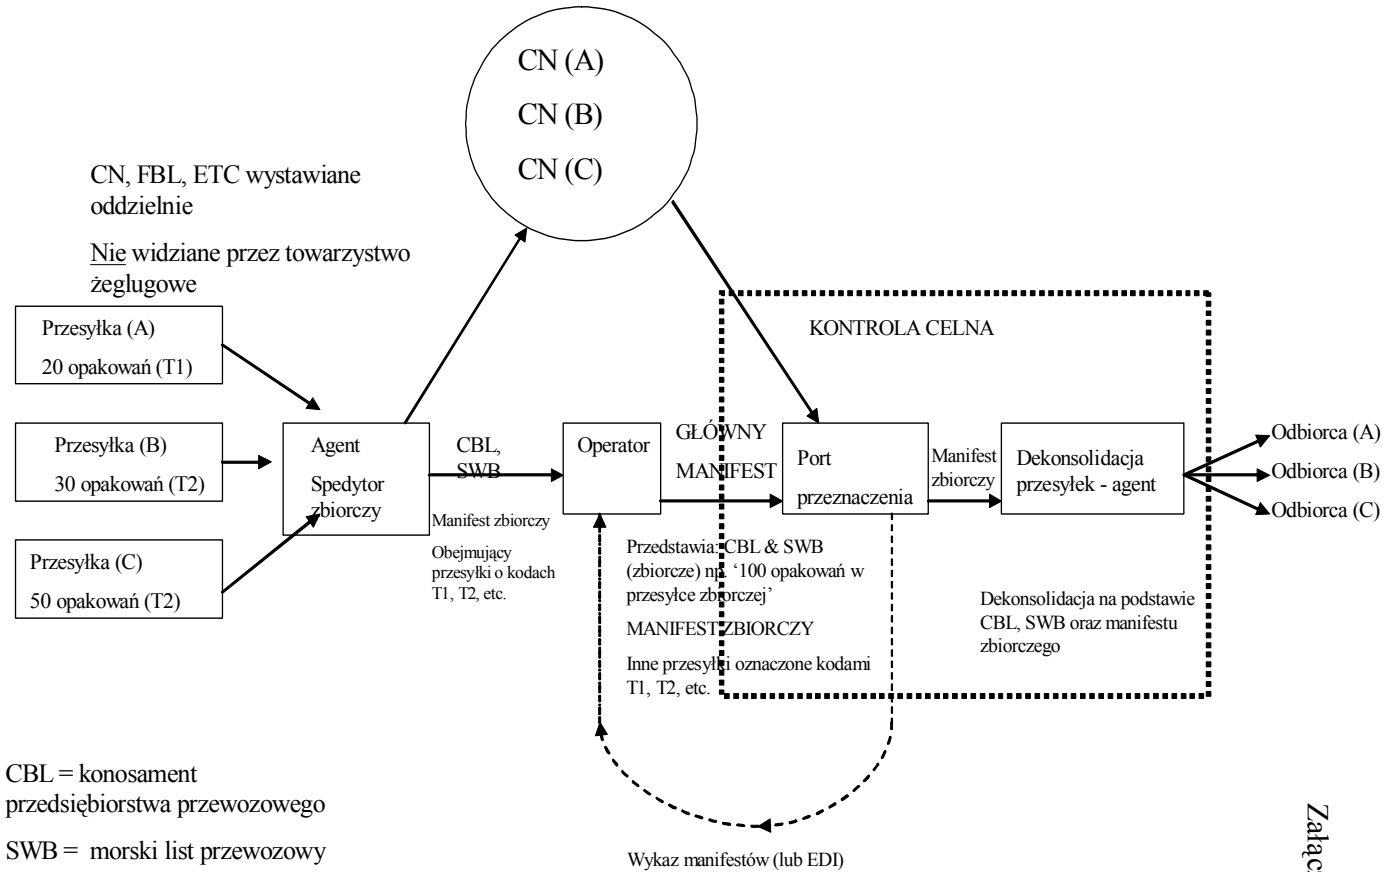 CN (A)
CN (B)
CN (C)
CN, FBL, ETC wystawiane
oddzielnie
Nie widziane przez towarzystwo
żeglugowe
Przesyłka (A)
20 opakowań (T1)
Przesyłka (B)
30 opakowań (T2)
Przesyłka (C)
50 opakowań (T2)
Agent
Spedytor
zbiorczy
CBL,
SWB
Manifest zbiorczy
Obejmujący
przesyłki o kodach
T1, T2, etc.
Operator
GŁÓWNY
MANIFEST
Przedstawia: CBL & SWB
(zbiorcze) np. ‘100 opakowań w
przesyłce zbiorczej’
MANIFEST ZBIORCZY
Inne przesyłki oznaczone kodami
T1, T2, etc.
KONTROLA CELNA
Port
przeznaczenia
Manifest
zbiorczy
Dekonsolidacja
przesyłek - agent
Dekonsolidacja na podstawie
CBL, SWB oraz manifestu
zbiorczego
Odbiorca (A)
Odbiorca (B)
Odbiorca (C)
CBL = konosament
przedsiębiorstwa przewozowego
SWB = morski list przewozowy
Wykaz manifestów (lub EDI)